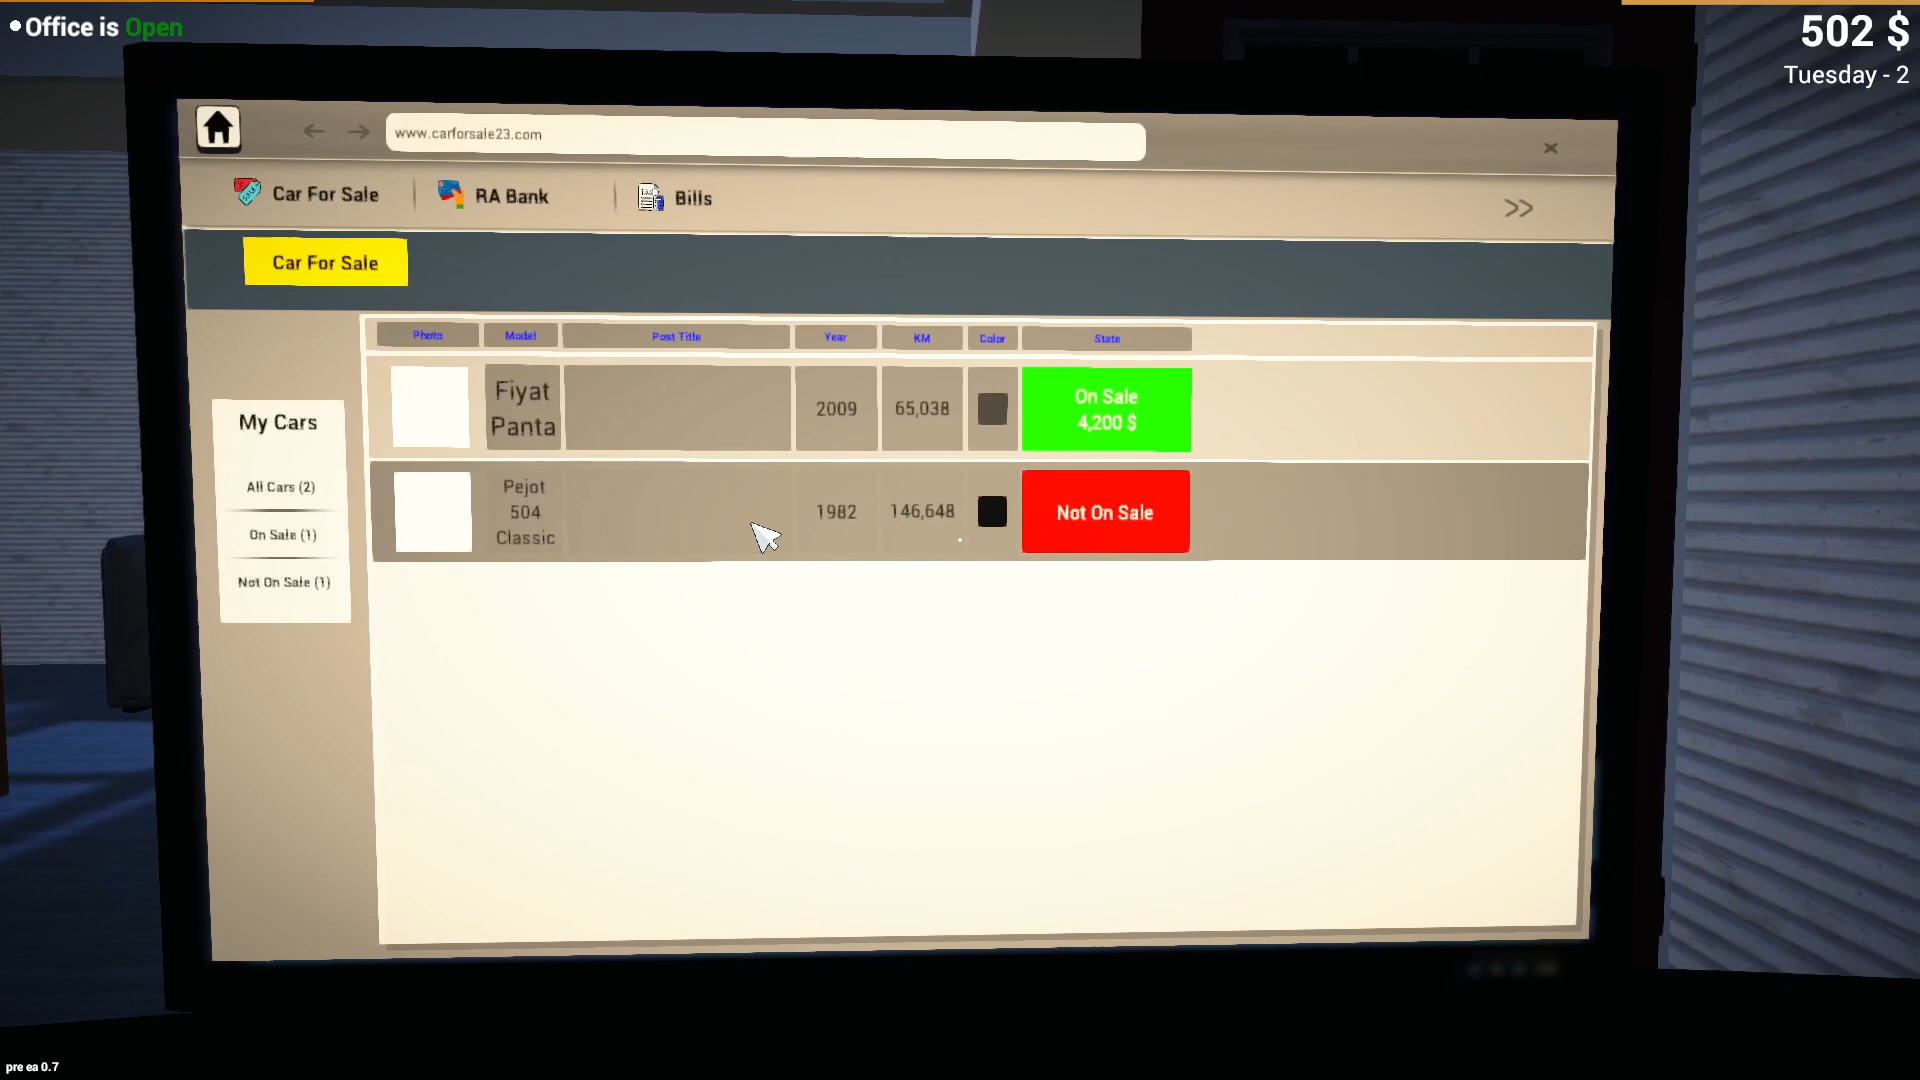 Office is Open
502 $
Tuesday - 2
www.carforsale23.com
×
Car For Sale
RA Bank
Bills
>>
Car For Sale
Photo
Model
Post Title
Year
KM
Color
State
Fiyat
Panta
2009
65,038
On Sale
4,200 $
Pejot
504
Classic
1982
146,648
Not On Sale
My Cars
All Cars (2)
On Sale (1)
Not On Sale (1)
pre ea 0.7